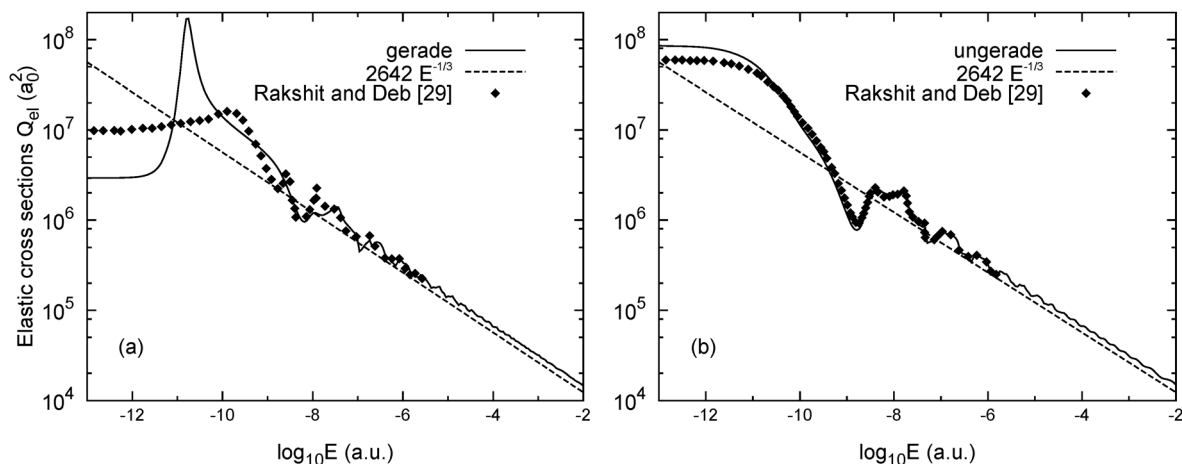 Elastic cross sections Q_el (a_0^2)
10^8
10^7
10^6
10^5
10^4
gerade
2642 E^-1/3
Rakshit and Deb [29]
(a)
-12
-10
-8
-6
-4
-2
log_10E (a.u.)
10^8
10^7
10^6
10^5
10^4
ungerade
2642 E^-1/3
Rakshit and Deb [29]
(b)
-12
-10
-8
-6
-4
-2
log_10E (a.u.)